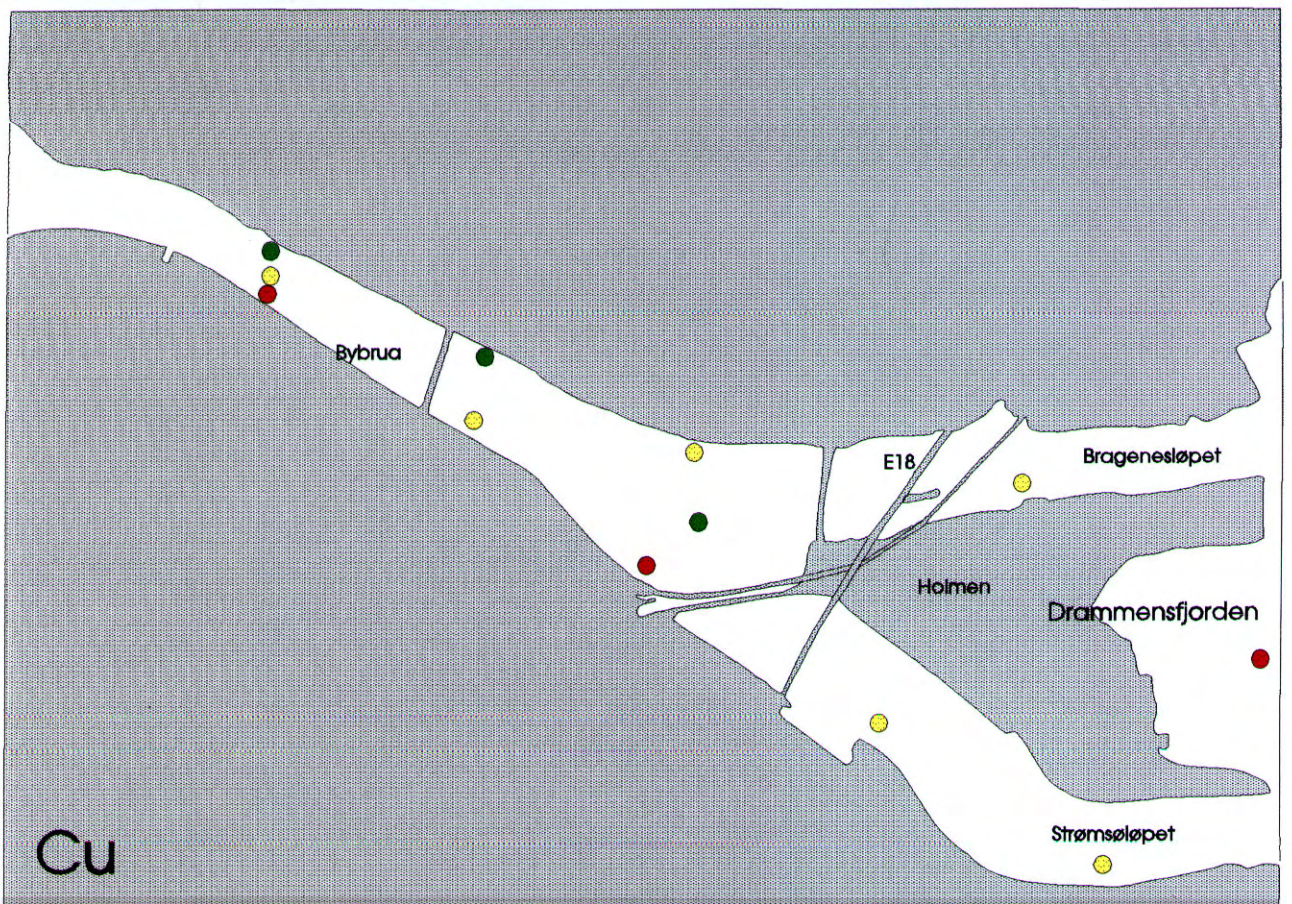 Bybrua
E18
Bragenesløpet
Holmen
Drammensfjorden
Strømsøløpet
Cu